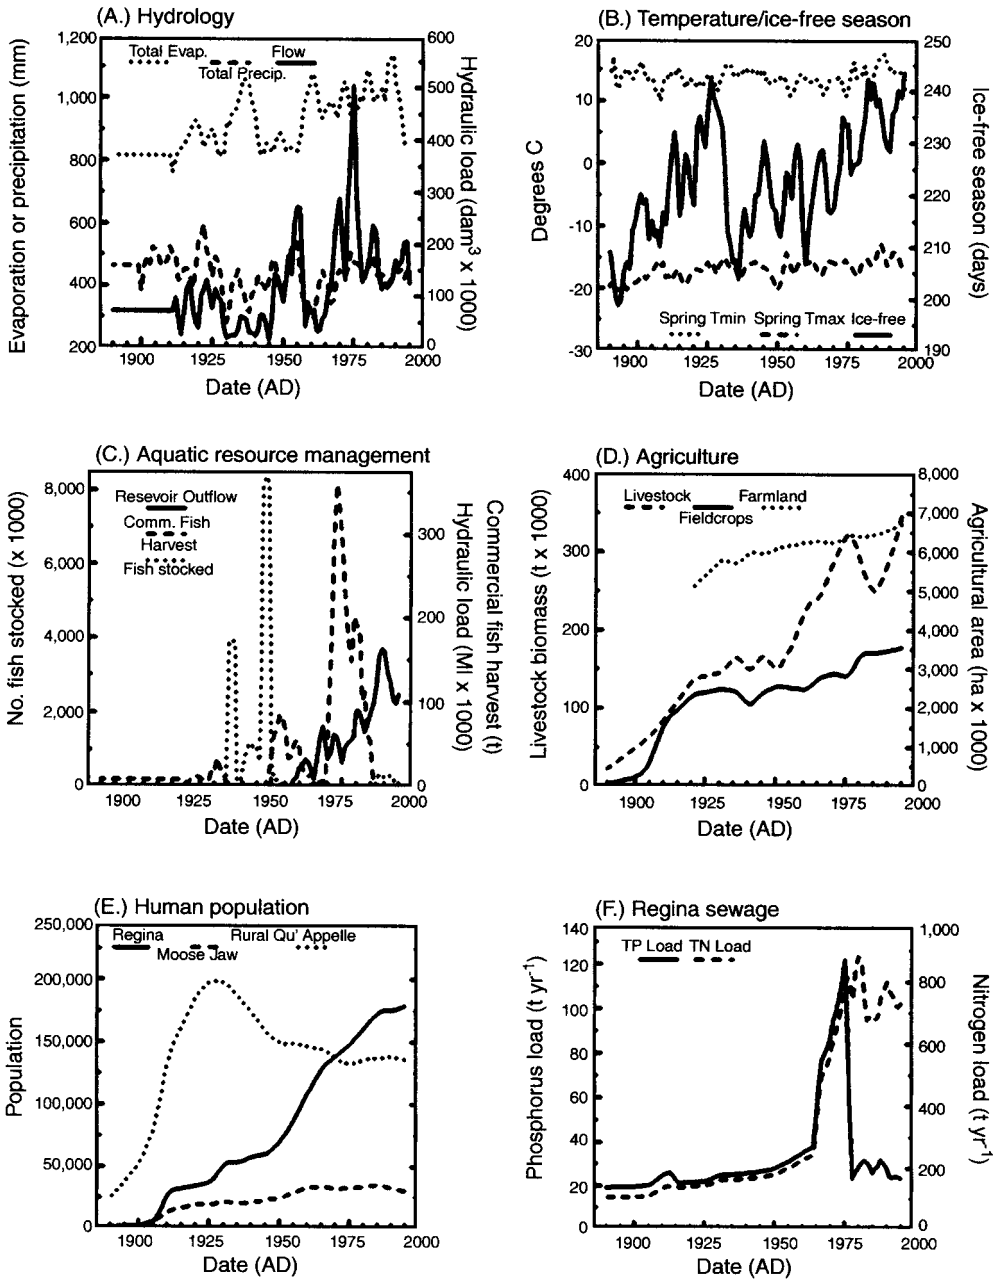 (A.) Hydrology
1,200
1,000
800
600
400
200
Evaporation or precipitation (mm)
Total Evap.
Flow
Total Precip.
600
500
400
300
200
100
0
Hydraulic load (dam³ x 1000)
1900
1925
1950
1975
2000
Date (AD)
(B.) Temperature/ice-free season
20
10
0
-10
-20
-30
Degrees C
Spring Tmin
Spring Tmax
Ice-free
250
240
230
220
210
200
190
Ice-free season (days)
1900
1925
1950
1975
2000
Date (AD)
(C.) Aquatic resource management
8,000
6,000
4,000
2,000
0
No. fish stocked (x 1000)
Resevoir Outflow
Comm. Fish
Harvest
Fish stocked
300
200
100
0
Hydraulic load (Ml x 1000)
Commercial fish harvest (t)
1900
1925
1950
1975
2000
Date (AD)
(D.) Agriculture
400
300
200
100
0
Livestock biomass (t x 1000)
Livestock
Farmland
Fieldcrops
8,000
7,000
6,000
5,000
4,000
3,000
2,000
1,000
0
Agricultural area (ha x 1000)
1900
1925
1950
1975
2000
Date (AD)
(E.) Human population
250,000
200,000
150,000
100,000
50,000
0
Population
Regina
Rural Qu' Appelle
Moose Jaw
1900
1925
1950
1975
2000
Date (AD)
(F.) Regina sewage
140
120
100
80
60
40
20
0
Phosphorus load (t yr⁻¹)
TP Load TN Load
1,000
800
600
400
200
0
Nitrogen load (t yr⁻¹)
1900
1925
1950
1975
2000
Date (AD)